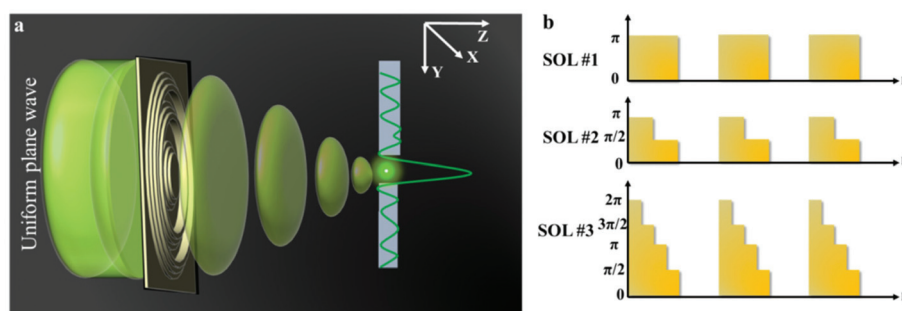 a
Uniform plane wave
Z
X
Y
b
SOL #1
π
0
SOL #2
π
π/2
0
SOL #3
2π
3π/2
π
π/2
0